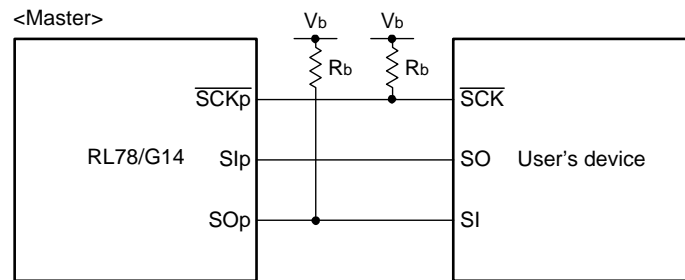 <Master>
Vb Vb
Rb Rb
SCKp SCK
RL78/G14 SIp SO User's device
SOp SI